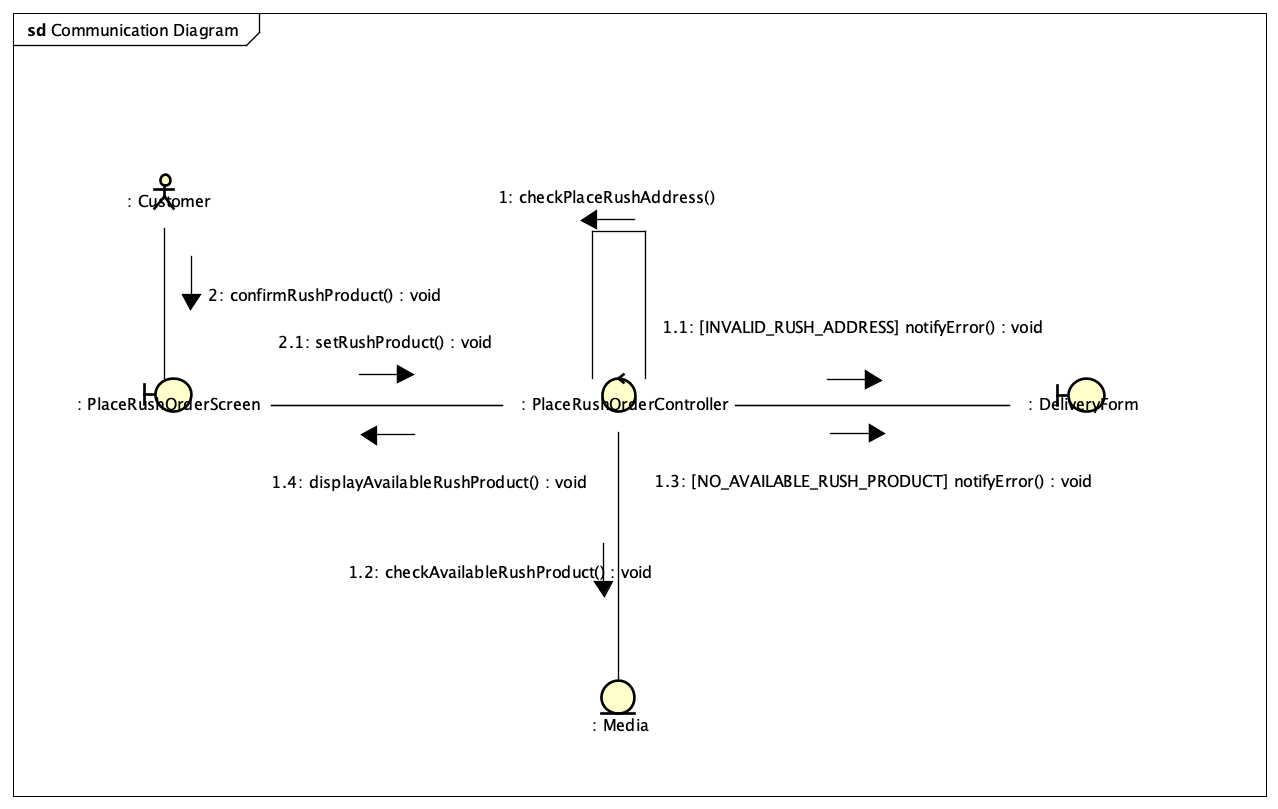 sd Communication Diagram
: Customer
1: checkPlaceRushAddress()
2: confirmRushProduct() : void
1.1: [INVALID_RUSH_ADDRESS] notifyError() : void
2.1: setRushProduct() : void
: PlaceRushOrderScreen
: PlaceRushOrderController
: DeliveryForm
1.4: displayAvailableRushProduct() : void
1.3: [NO_AVAILABLE_RUSH_PRODUCT] notifyError() : void
1.2: checkAvailableRushProduct() : void
: Media